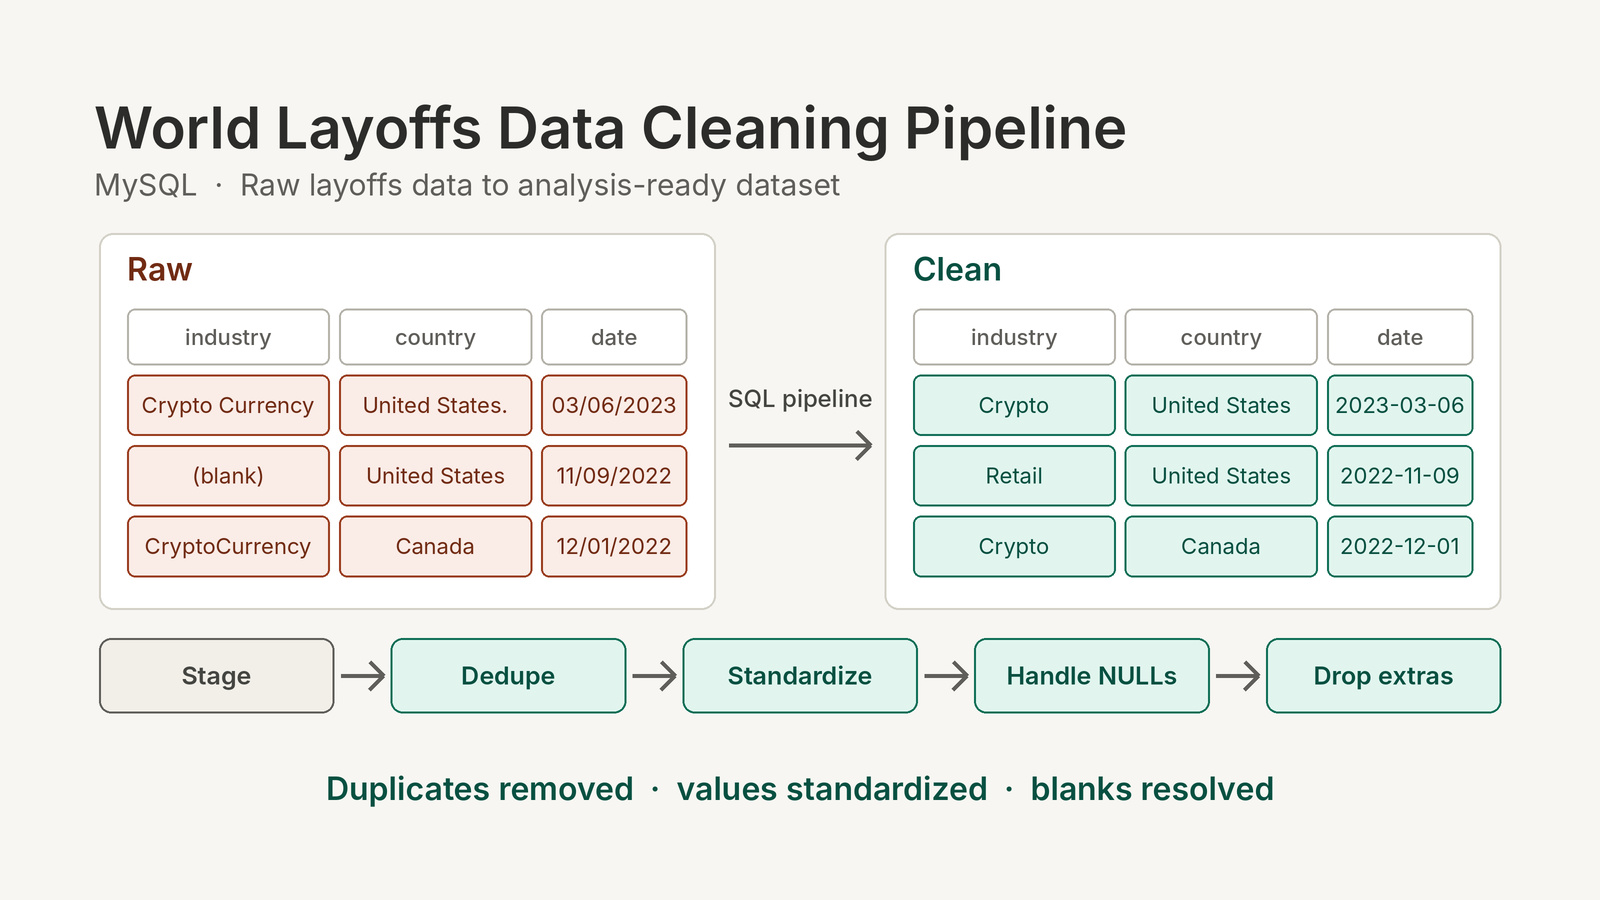 World Layoffs Data Cleaning Pipeline
MySQL · Raw layoffs data to analysis-ready dataset
Raw
industry country date
Crypto Currency United States. 03/06/2023
(blank) United States 11/09/2022
CryptoCurrency Canada 12/01/2022
SQL pipeline
Clean
industry country date
Crypto United States 2023-03-06
Retail United States 2022-11-09
Crypto Canada 2022-12-01
Stage Dedupe Standardize Handle NULLs Drop extras
Duplicates removed · values standardized · blanks resolved